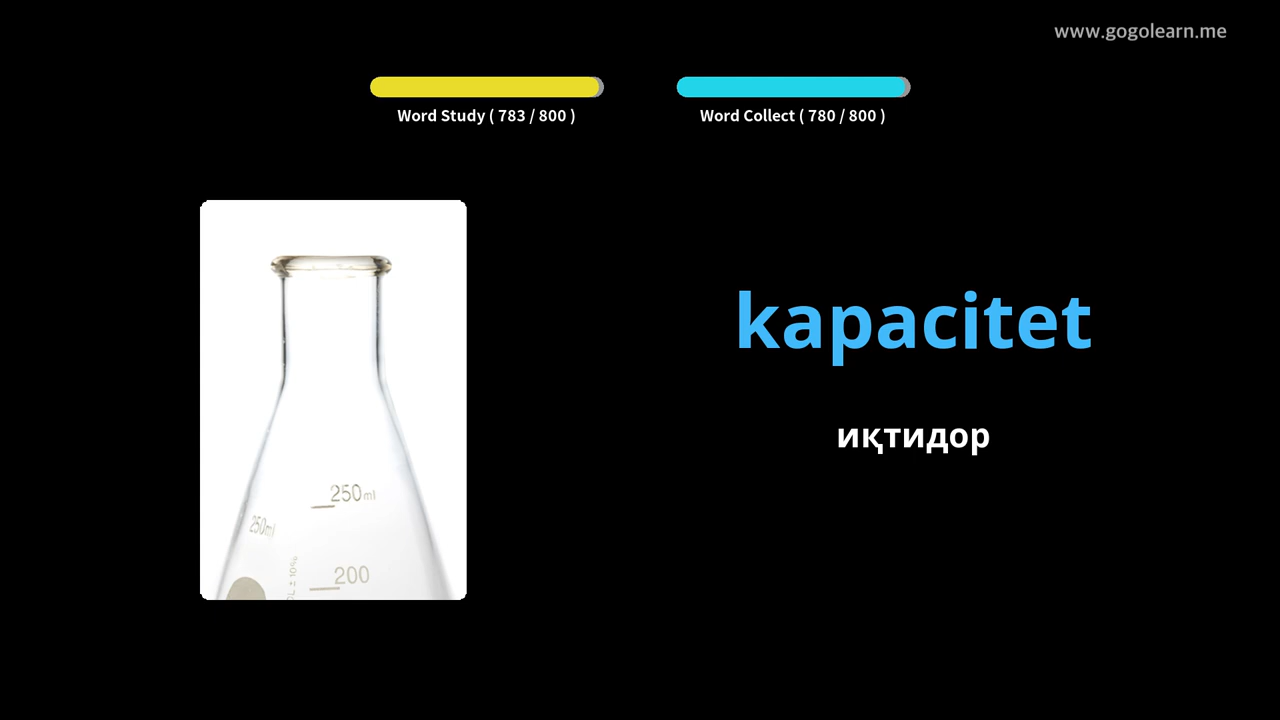 www.gogolearn.me
Word Study ( 783 / 800 )
Word Collect ( 780 / 800 )
kapacitet
иқтидор
250ml
250ml
200